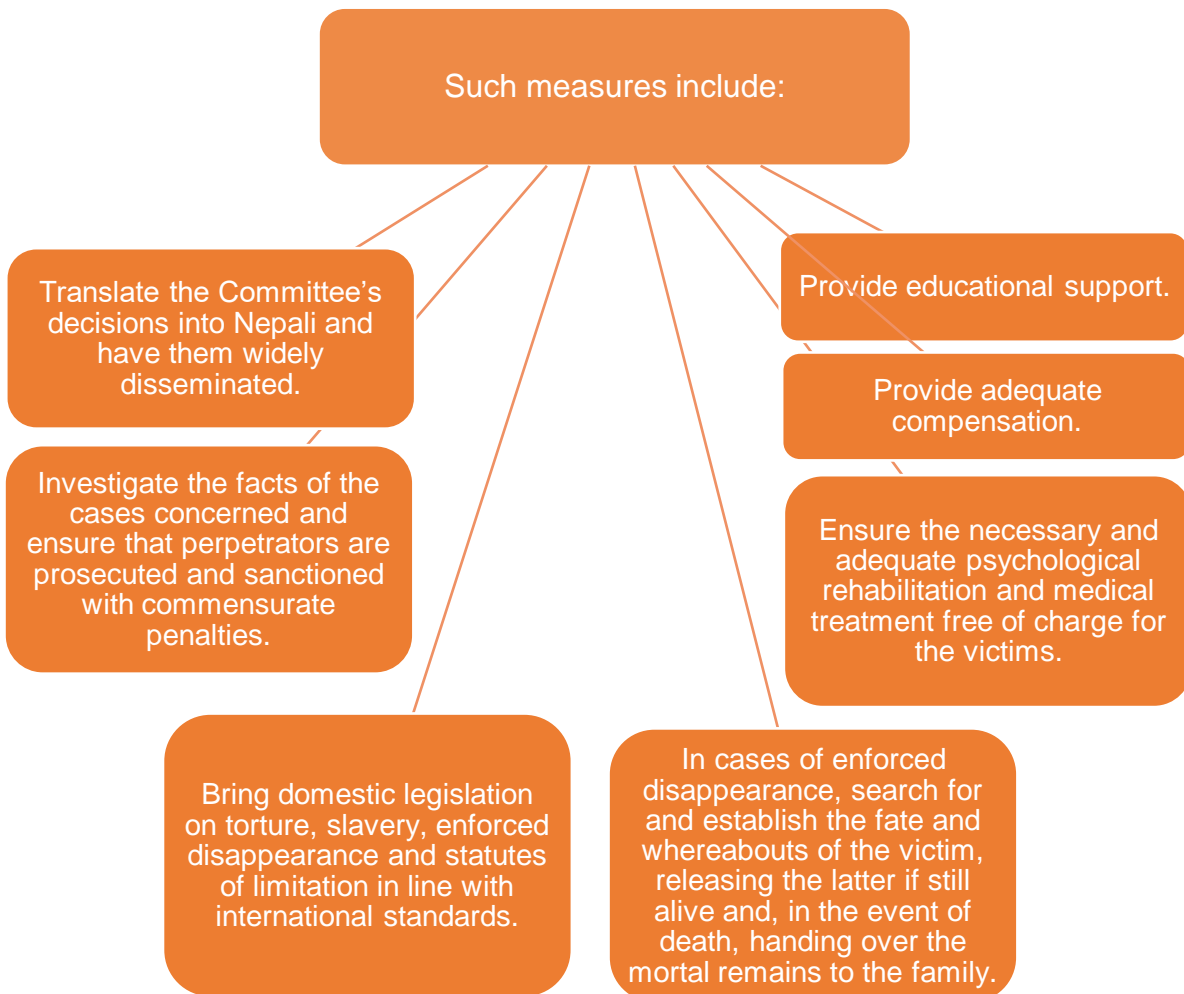 Such measures include:
Translate the Committee’s
decisions into Nepali and
have them widely
disseminated.
Investigate the facts of the
cases concerned and
ensure that perpetrators are
prosecuted and sanctioned
with commensurate
penalties.
Bring domestic legislation
on torture, slavery, enforced
disappearance and statutes
of limitation in line with
international standards.
In cases of enforced
disappearance, search for
and establish the fate and
whereabouts of the victim,
releasing the latter if still
alive and, in the event of
death, handing over the
mortal remains to the family.
Ensure the necessary and
adequate psychological
rehabilitation and medical
treatment free of charge for
the victims.
Provide adequate
compensation.
Provide educational support.